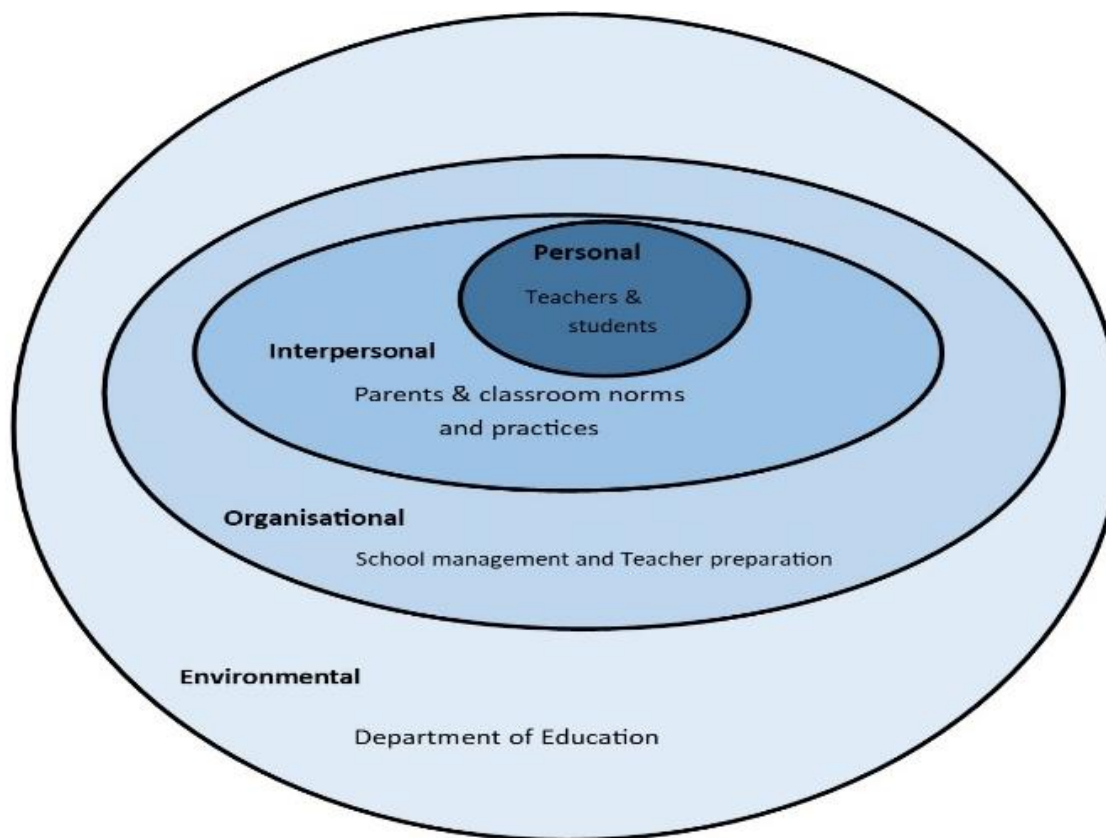 Personal
Teachers &
students
Interpersonal
Parents & classroom norms
and practices
Organisational
School management and Teacher preparation
Environmental
Department of Education